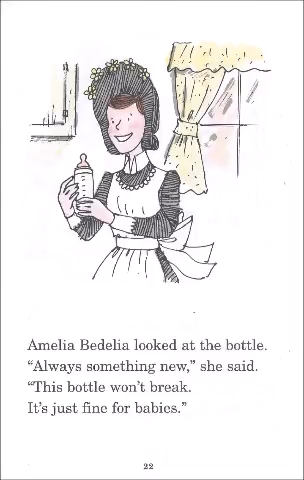 Amelia Bedelia looked at the bottle.
“Always something new,” she said.
“This bottle won’t break.
It’s just fine for babies.”
22